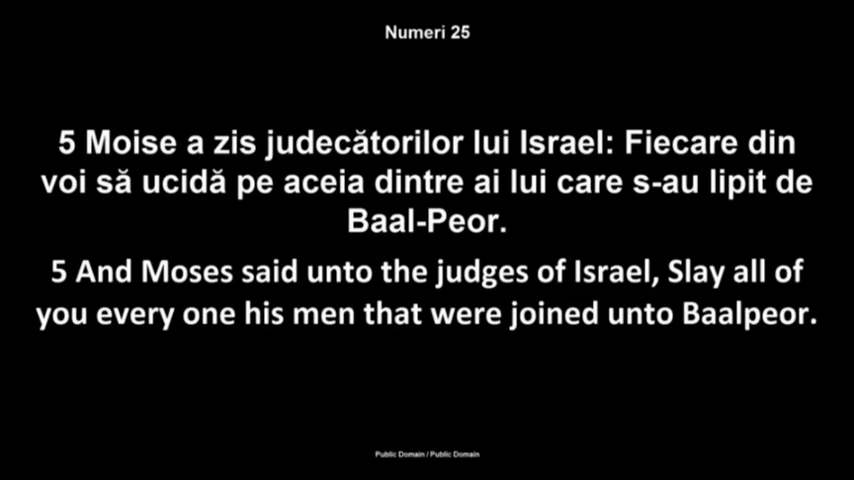 Numeri 25
5 Moise a zis judecătorilor lui Israel: Fiecare din
voi să ucidă pe aceia dintre ai lui care s-au lipit de
Baal-Peor.
5 And Moses said unto the judges of Israel, Slay all of
you every one his men that were joined unto Baalpeor.
Public Domain / Public Domain